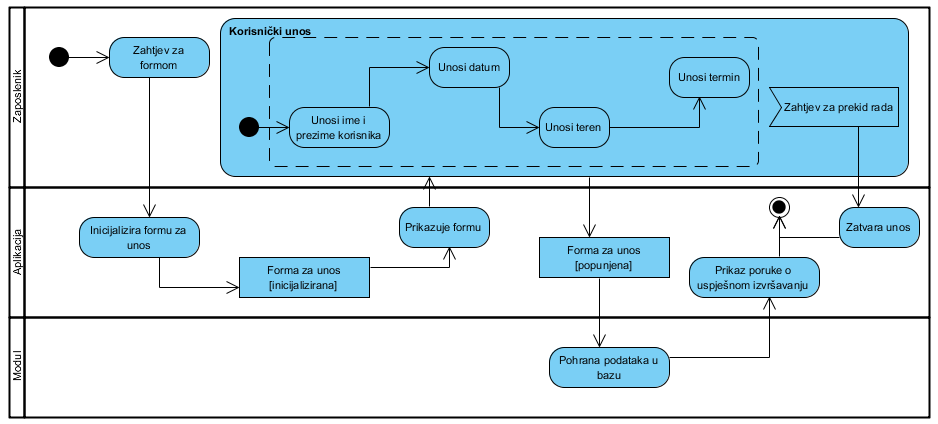 Zaposlenik
Zahtjev za
formom
Korisnički unos
Unosi ime i
prezime korisnika
Unosi datum
Unosi teren
Unosi termin
Zahtjev za prekid rada
Aplikacija
Inicijalizira formu za
unos
Forma za unos
[inicijalizirana]
Prikazuje formu
Forma za unos
[popunjena]
Prikaz poruke o
uspješnom izvršavanju
Zatvara unos
Modul
Pohrana podataka u
bazu